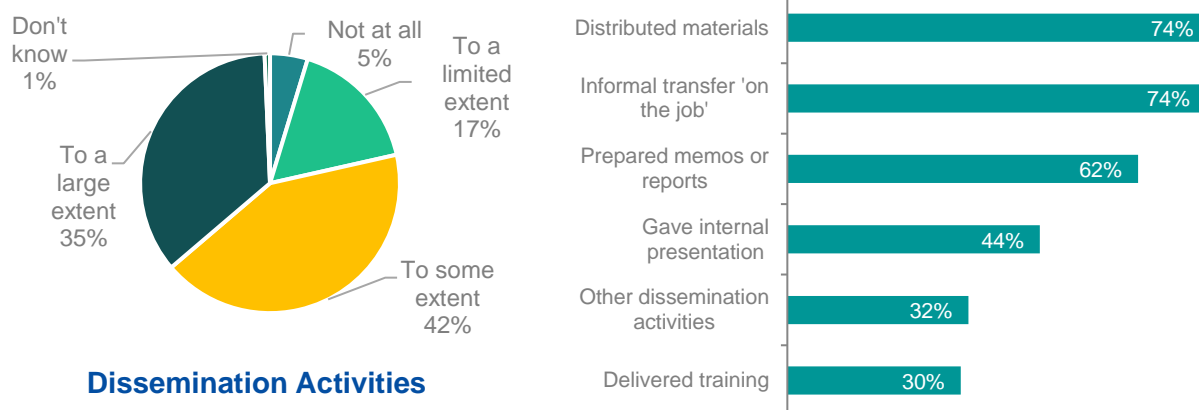 Don't
know
1%
Not at all
5%
To a
limited
extent
17%
To a
large
extent
35%
To some
extent
42%
Dissemination Activities
Distributed materials
74%
Informal transfer 'on
the job'
74%
Prepared memos or
reports
62%
Gave internal
presentation
44%
Other dissemination
activities
32%
Delivered training
30%